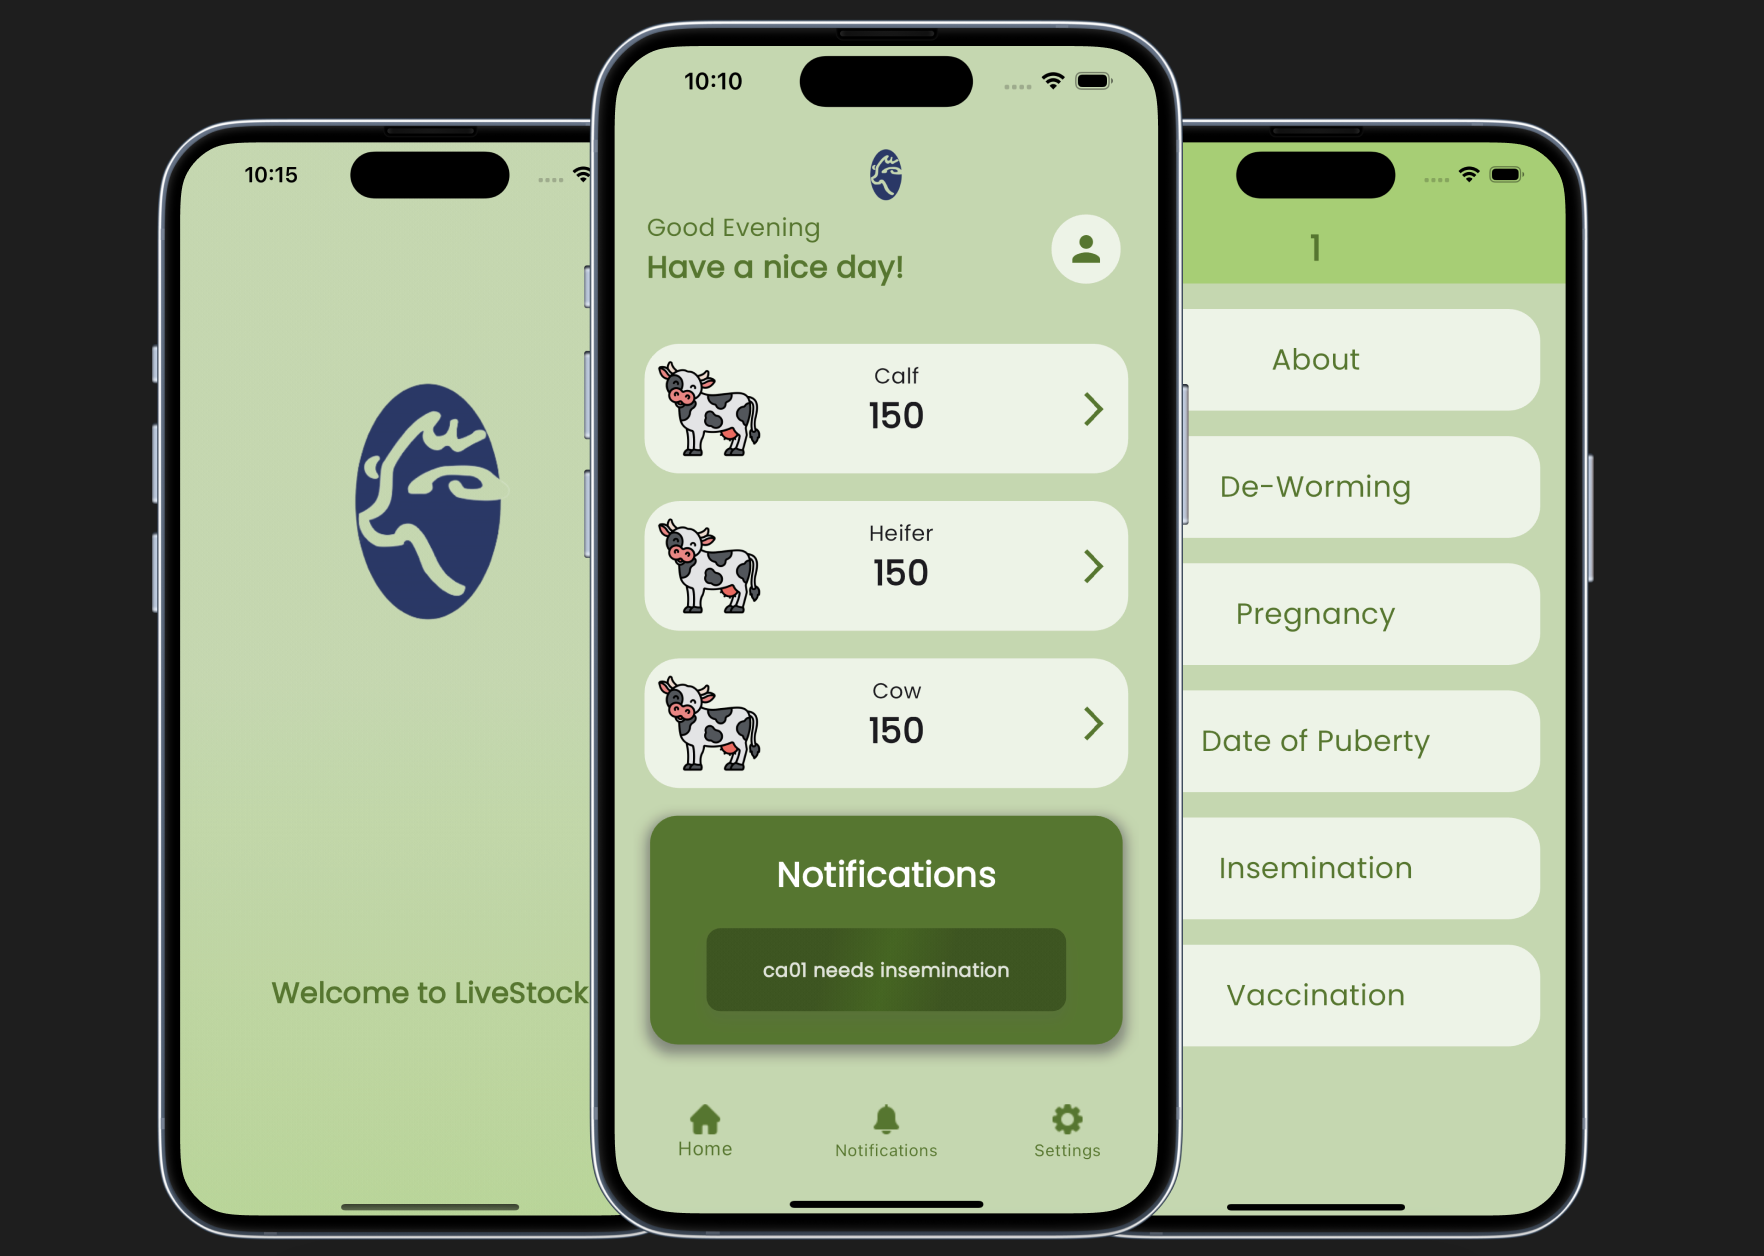 10:15
Welcome to LiveStock
10:10
Good Evening
Have a nice day!
Calf
150
Heifer
150
Cow
150
Notifications
ca01 needs insemination
Home
Notifications
Settings
1
About
De-Worming
Pregnancy
Date of Puberty
Insemination
Vaccination